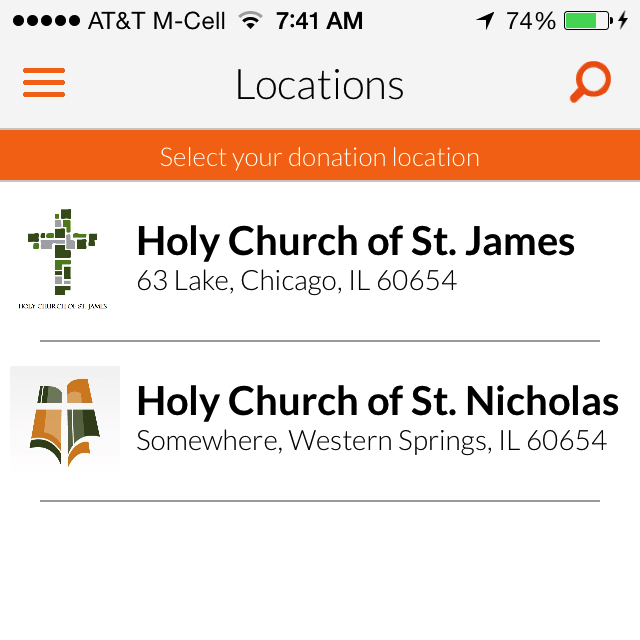 AT&T M-Cell 7:41 AM 74%
Locations
Select your donation location
Holy Church of St. James
63 Lake, Chicago, IL 60654
HOLY CHURCH OF ST. JAMES
Holy Church of St. Nicholas
Somewhere, Western Springs, IL 60654